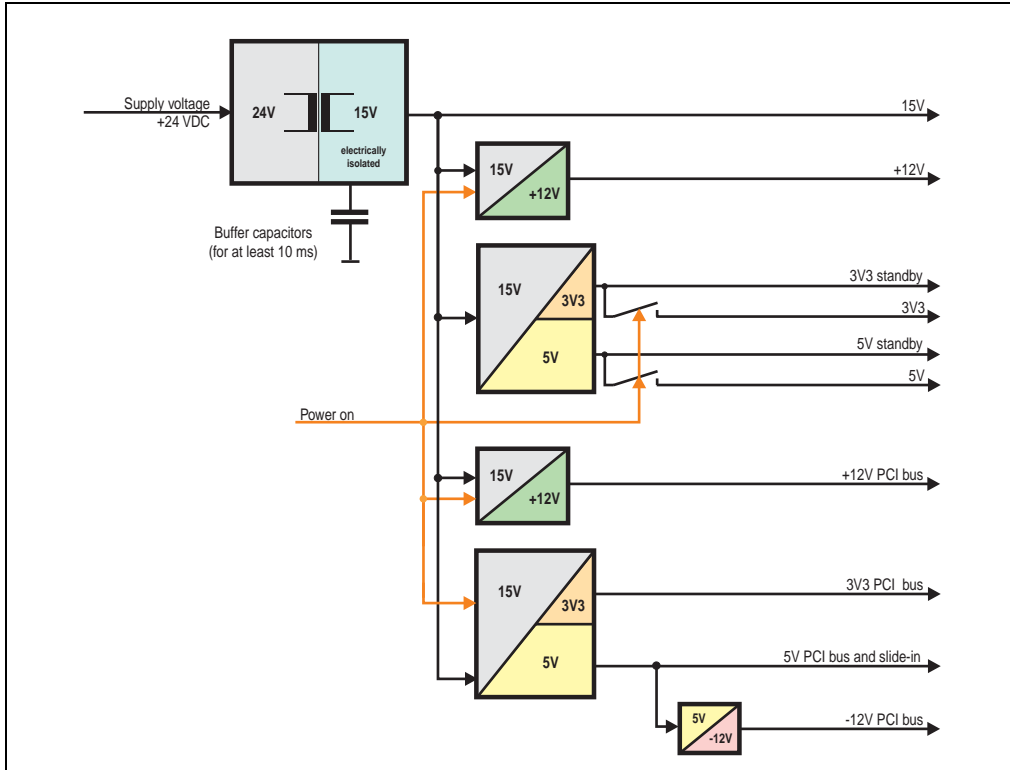 Supply voltage
+24 VDC
24V
15V
electrically
isolated
Buffer capacitors
(for at least 10 ms)
15V
15V
+12V
+12V
15V
3V3
5V
3V3 standby
3V3
5V standby
5V
Power on
15V
+12V
+12V PCI bus
15V
3V3
5V
3V3 PCI bus
5V PCI bus and slide-in
5V
-12V
-12V PCI bus